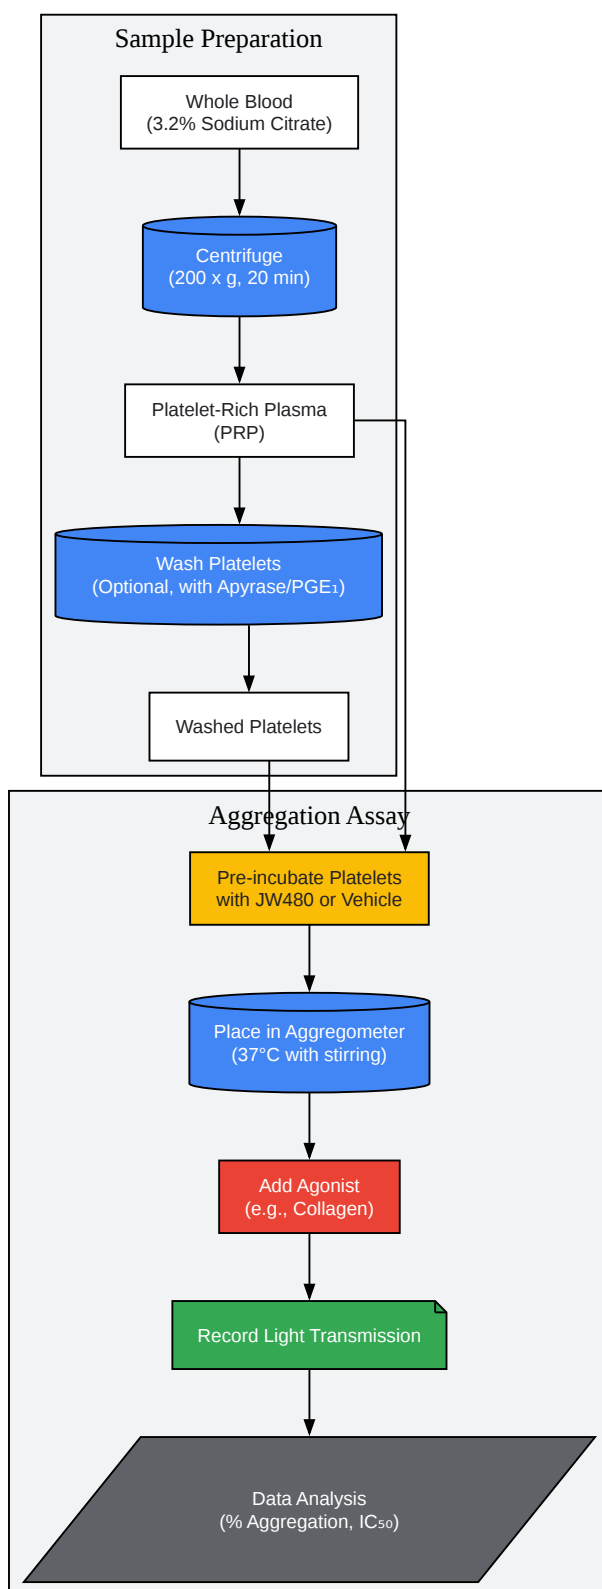 Sample Preparation
Whole Blood
(3.2% Sodium Citrate)
Centrifuge
(200 x g, 20 min)
Platelet-Rich Plasma
(PRP)
Wash Platelets
(Optional, with Apyrase/PGE₁)
Washed Platelets
Aggregation Assay
Pre-incubate Platelets
with JW480 or Vehicle
Place in Aggregometer
(37°C with stirring)
Add Agonist
(e.g., Collagen)
Record Light Transmission
Data Analysis
(% Aggregation, IC₅₀)